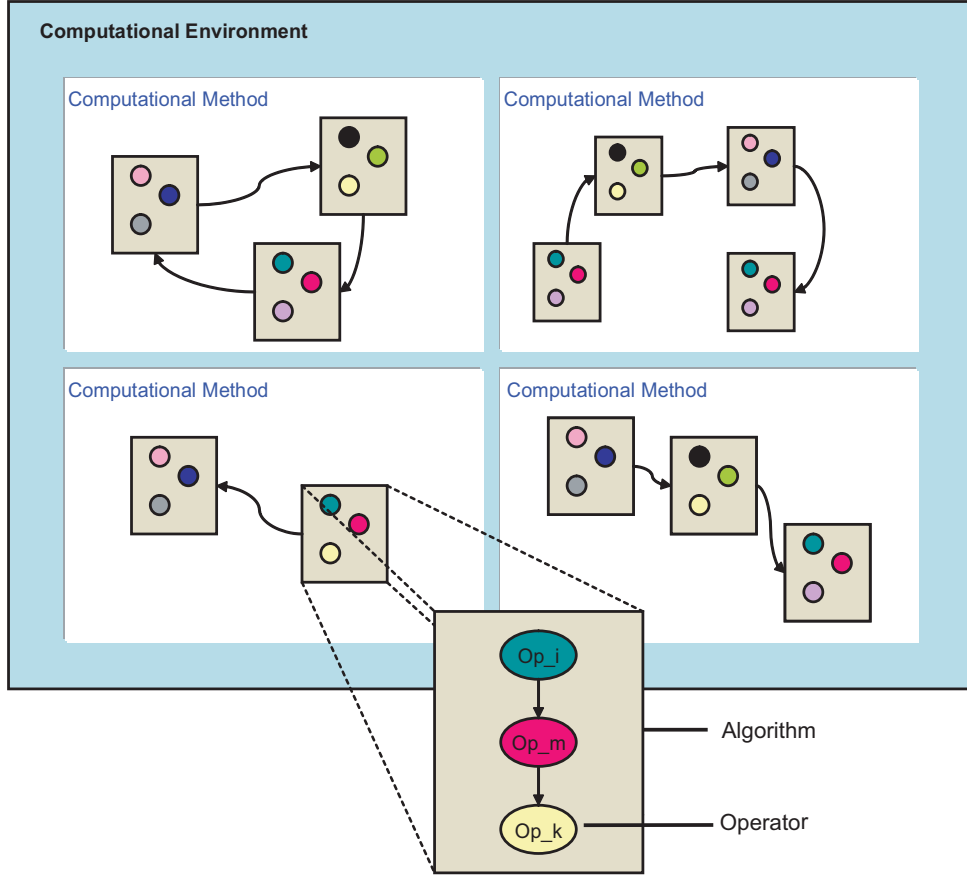 Computational Environment
Computational Method
Computational Method
Computational Method
Computational Method
Op_i
Op_m
Op_k
Algorithm
Operator